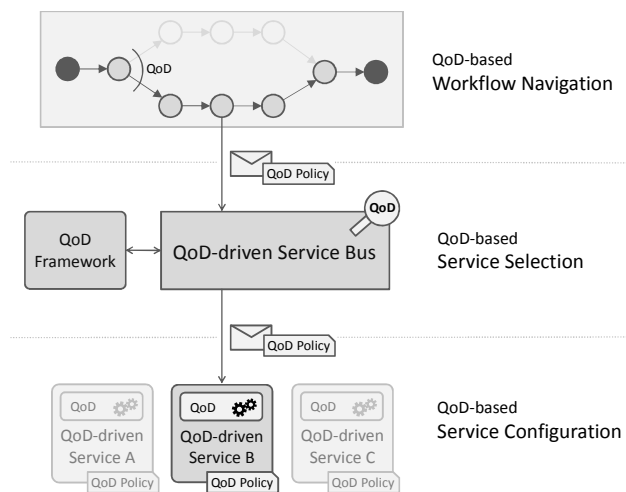 QoD
QoD-based
Workflow Navigation
QoD Policy
QoD
QoD
Framework
QoD-driven Service Bus
QoD-based
Service Selection
QoD Policy
QoD
QoD-driven
Service A
QoD Policy
QoD
QoD-driven
Service B
QoD Policy
QoD
QoD-driven
Service C
QoD Policy
QoD-based
Service Configuration